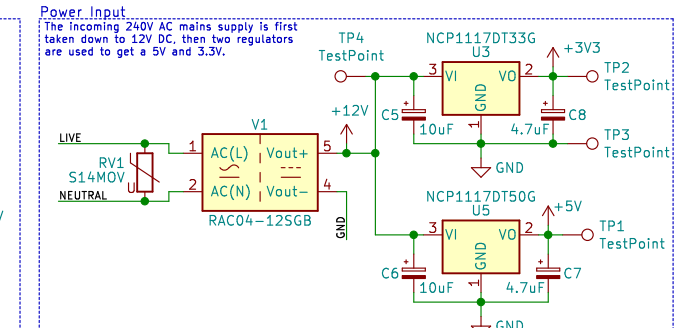 Power Input
The incoming 240V AC mains supply is first
taken down to 12V DC, then two regulators
are used to get a 5V and 3.3V.
TP4
TestPoint
NCP1117DT33G
U3
+3V3
3 VI VO 2
GND
1
TP2
TestPoint
+12V
C5
10uF
4.7uF
C8
TP3
TestPoint
GND
V1
LIVE
1 AC(L) Vout+ 5
RV1
S14MOV
U
2 AC(N) Vout- 4
NEUTRAL
RAC04-12SGB
GND
NCP1117DT50G
U5
+5V
3 VI VO 2
GND
1
TP1
TestPoint
C6
10uF
4.7uF
C7
GND